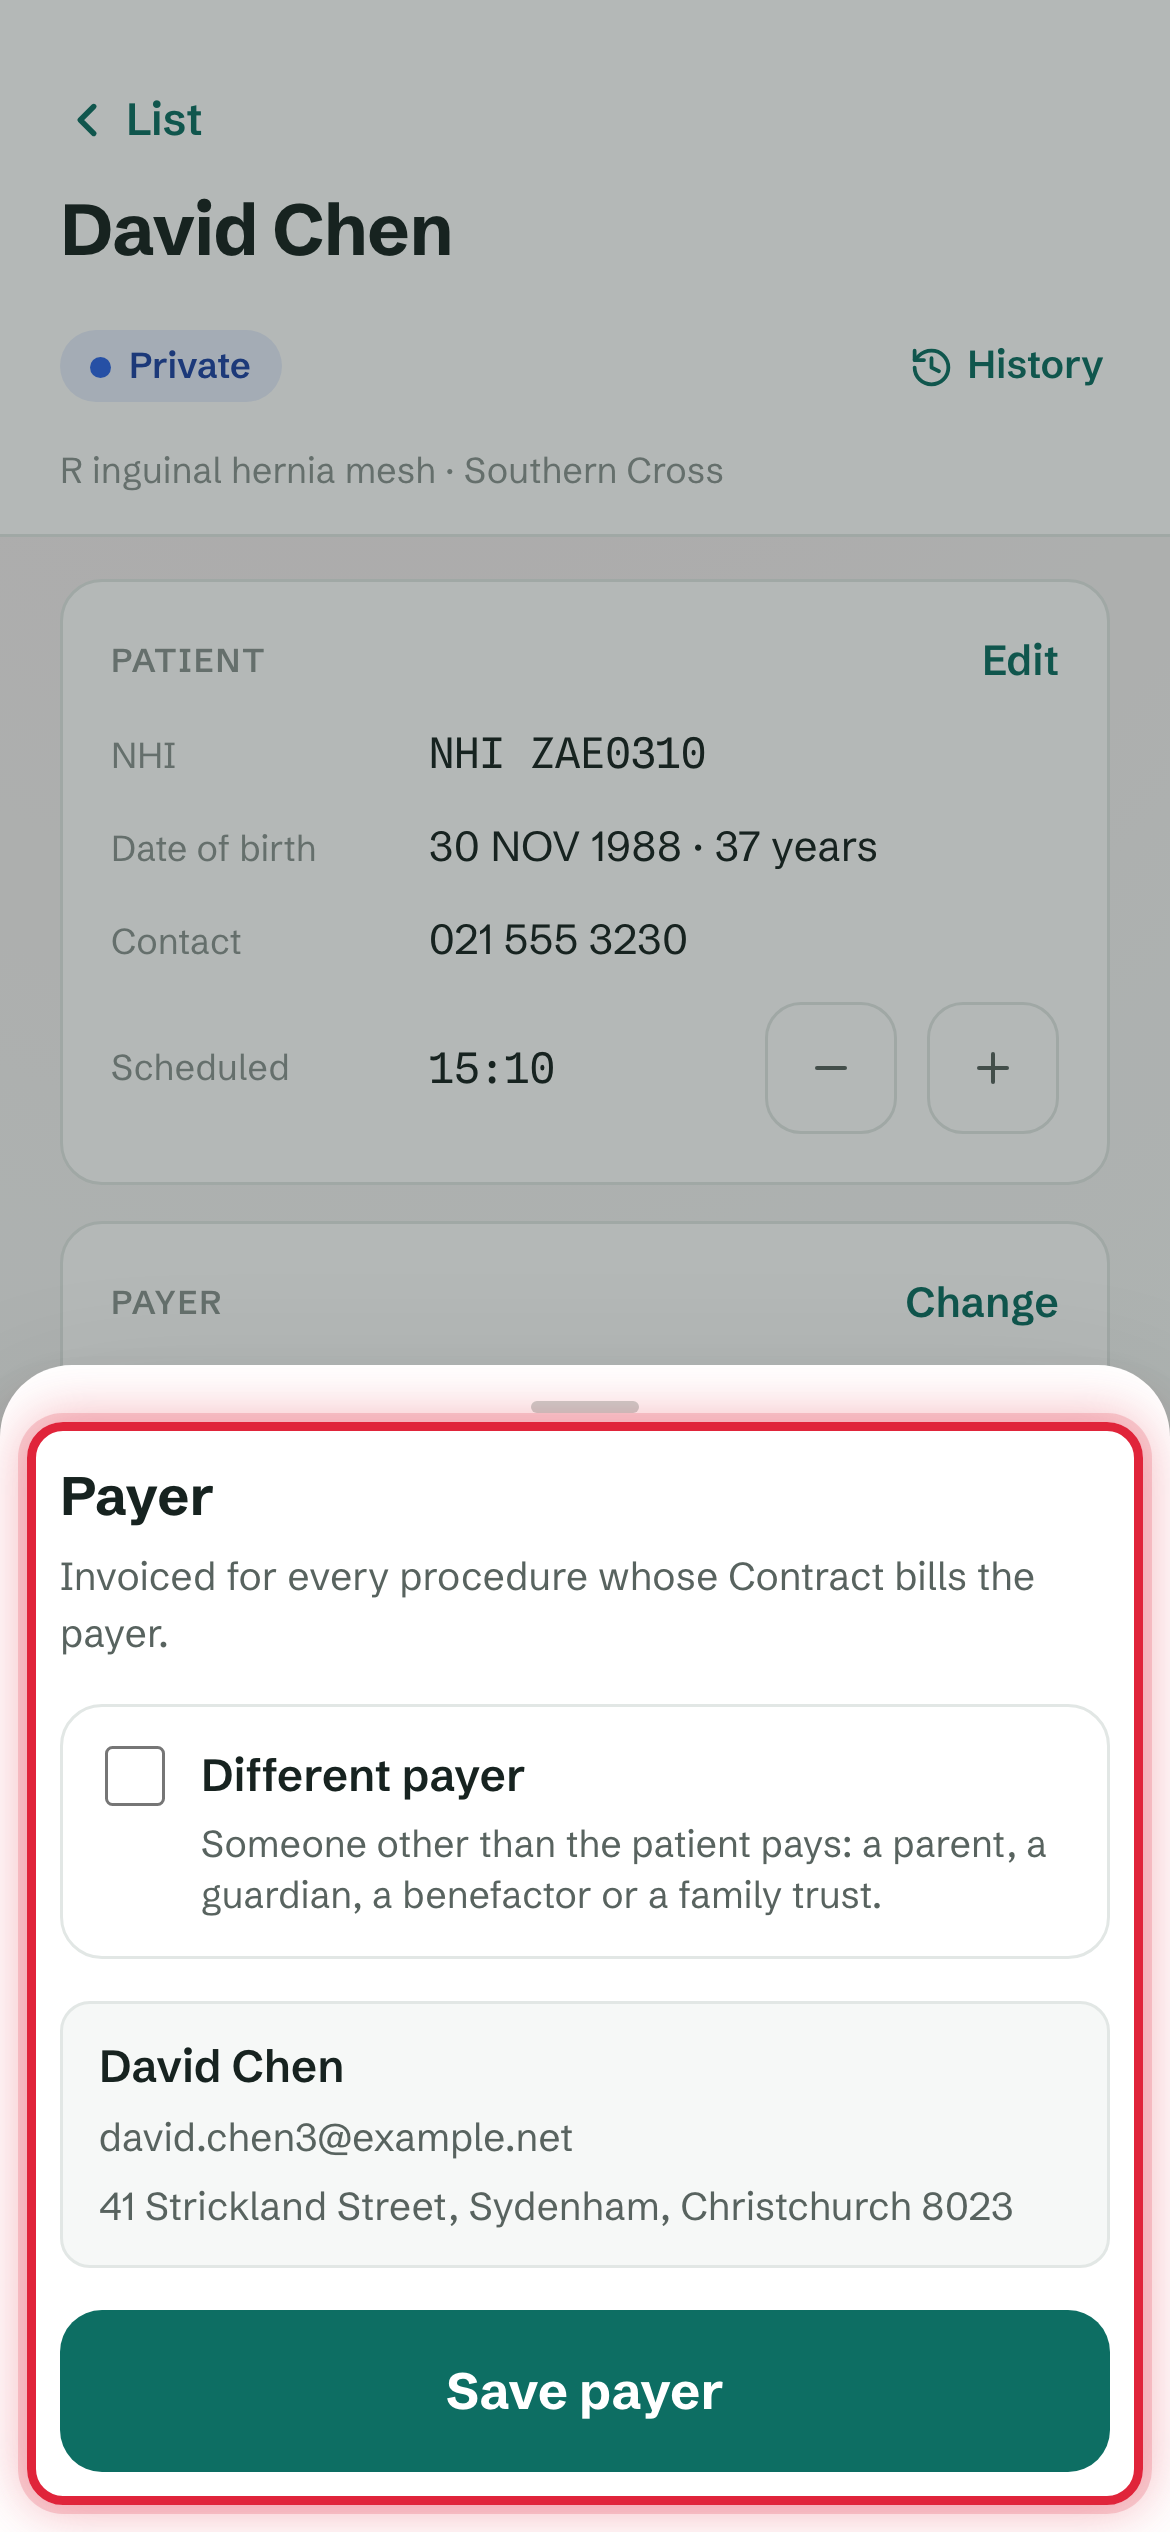 List
David Chen
Private
History
R inguinal hernia mesh · Southern Cross
PATIENT
Edit
NHI
NHI ZAE0310
Date of birth
30 NOV 1988 · 37 years
Contact
021 555 3230
Scheduled
15:10
PAYER
Change
Payer
Invoiced for every procedure whose Contract bills the
payer.
Different payer
Someone other than the patient pays: a parent, a
guardian, a benefactor or a family trust.
David Chen
david.chen3@example.net
41 Strickland Street, Sydenham, Christchurch 8023
Save payer